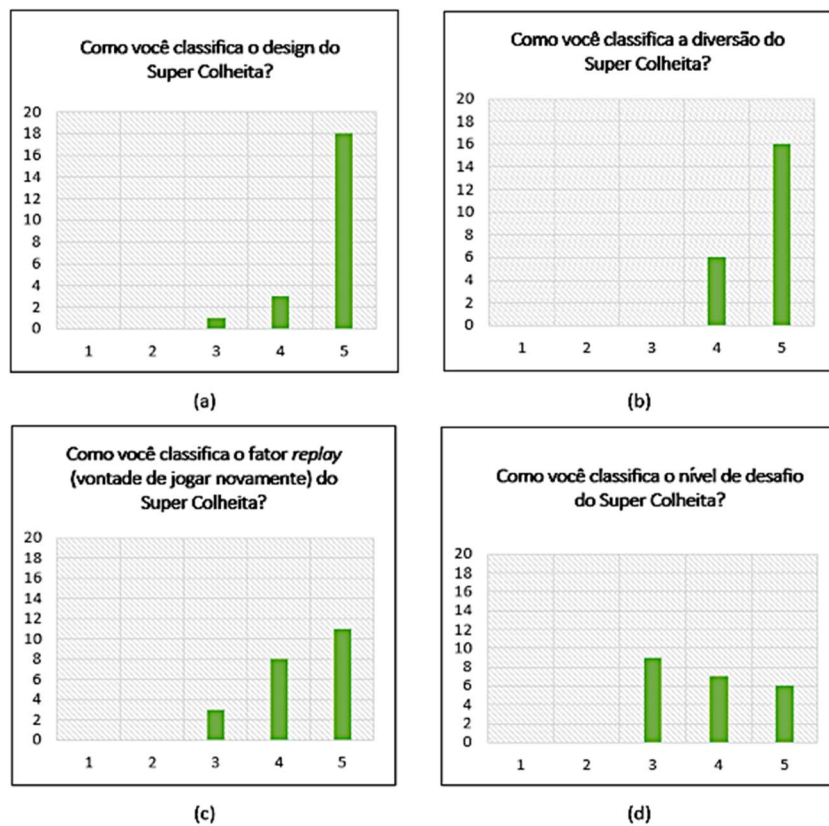 Como você classifica o design do
Super Colheita?
20
18
16
14
12
10
8
6
4
2
0
1 2 3 4 5
(a)
Como você classifica a diversão do
Super Colheita?
20
18
16
14
12
10
8
6
4
2
0
1 2 3 4 5
(b)
Como você classifica o fator replay
(vontade de jogar novamente) do
Super Colheita?
20
18
16
14
12
10
8
6
4
2
0
1 2 3 4 5
(c)
Como você classifica o nível de desafio
do Super Colheita?
20
18
16
14
12
10
8
6
4
2
0
1 2 3 4 5
(d)